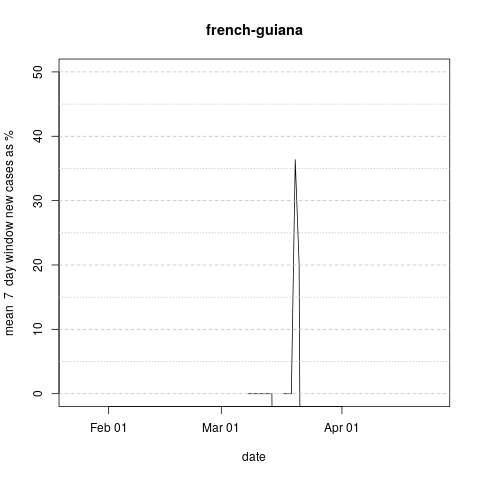 french-guiana
mean  7  day window new cases as %
50
40
30
20
10
0
Feb 01
Mar 01
Apr 01
date